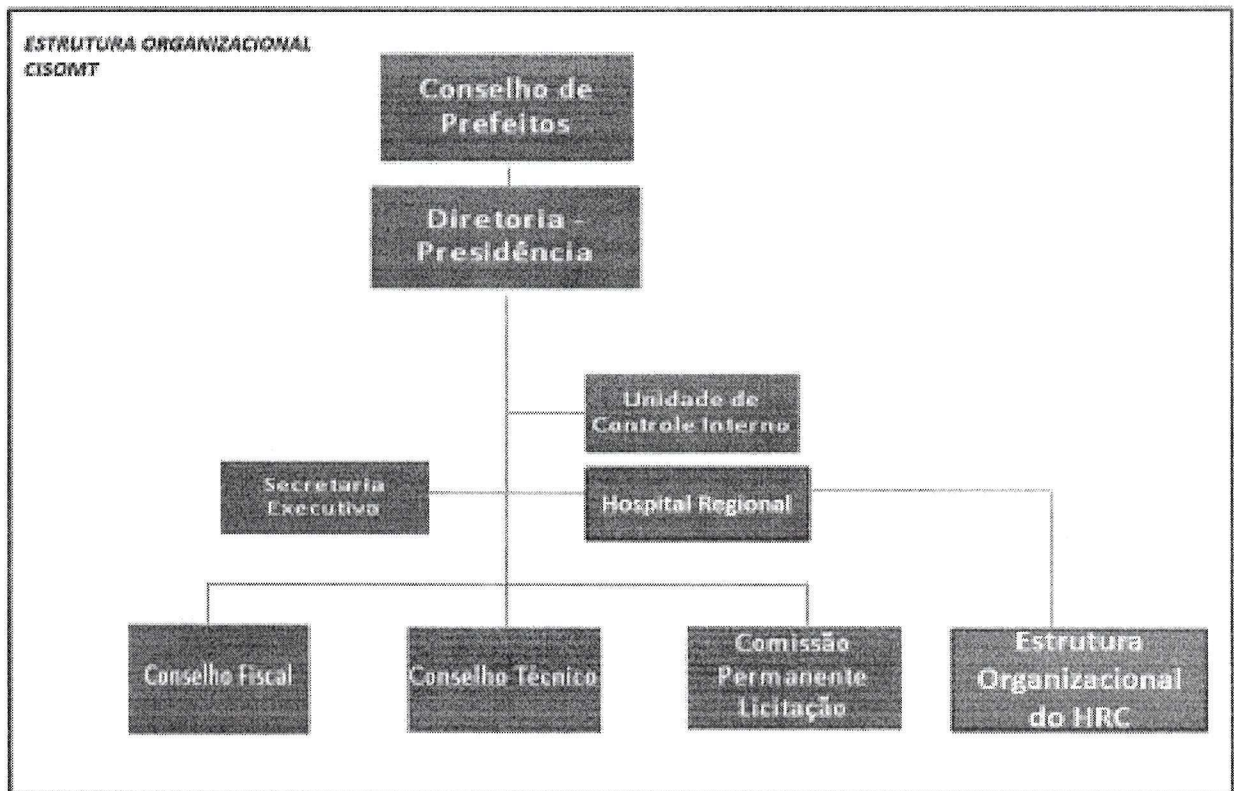 ESTRUTURA ORGANIZACIONAL
CISOMT
Conselho de
Prefeitos
Diretoria -
Presidência
Unidade de
Controle Interno
Secretaria
Executiva
Hospital Regional
Conselho Fiscal
Conselho Técnico
Comissão
Permanente
Licitação
Estrutura
Organizacional
do HRC